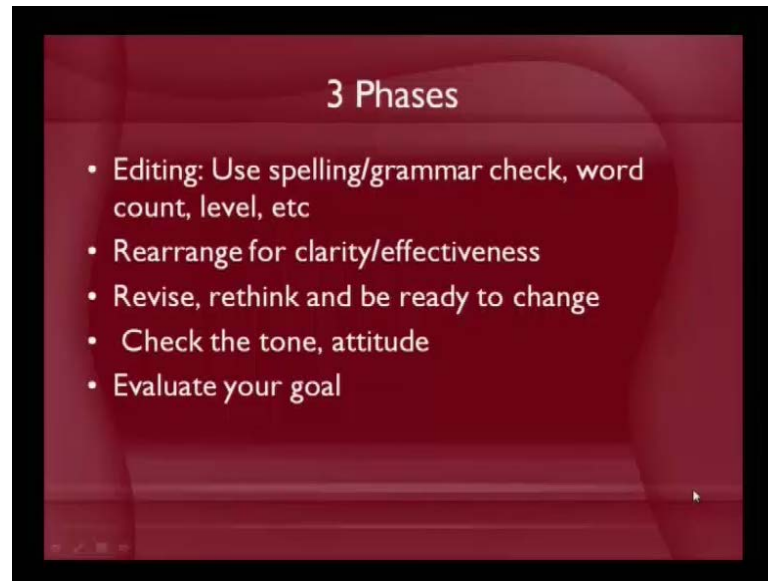 3 Phases
• Editing: Use spelling/grammar check, word
count, level, etc
• Rearrange for clarity/effectiveness
• Revise, rethink and be ready to change
• Check the tone, attitude
• Evaluate your goal